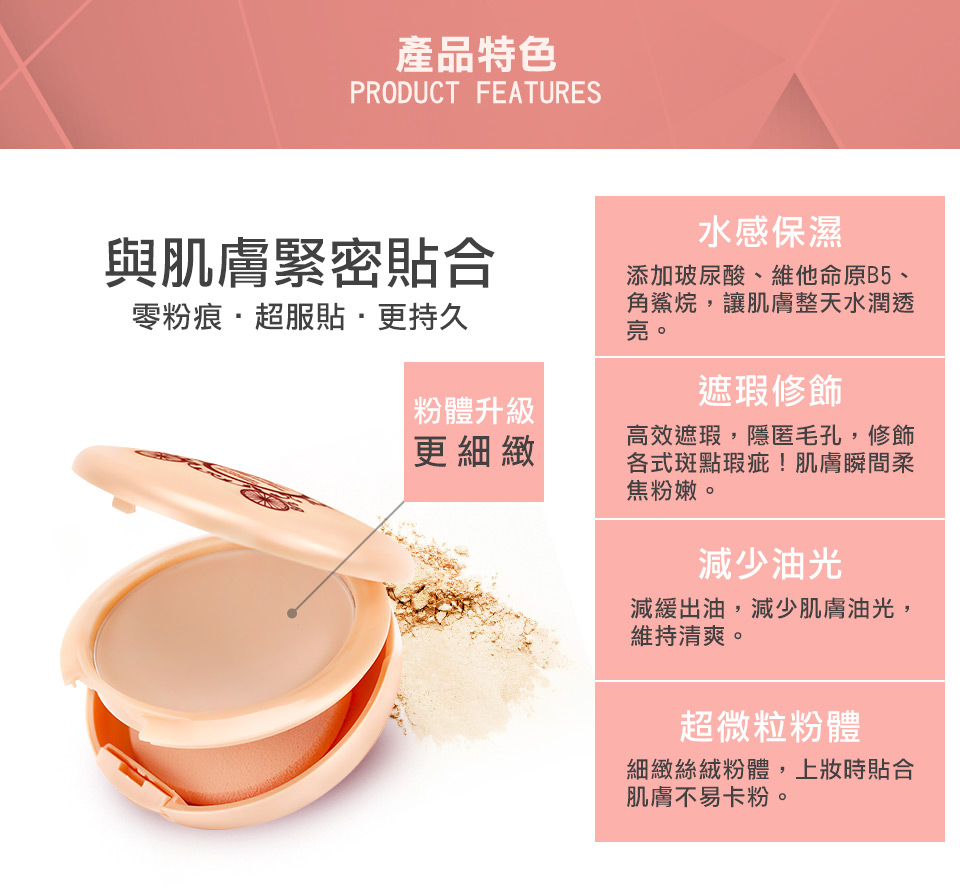 產品特色
PRODUCT FEATURES
與肌膚緊密貼合
零粉痕·超服貼·更持久
粉體升級
更細緻
水感保濕
添加玻尿酸、維他命原B5、
角鯊烷,讓肌膚整天水潤透
亮。
遮瑕修飾
高效遮瑕,隱匿毛孔,修飾
各式斑點瑕疵!肌膚瞬間柔
焦粉嫩。
減少油光
減緩出油,減少肌膚油光,
維持清爽。
超微粒粉體
細緻絲絨粉體,上妝時貼合
肌膚不易卡粉。